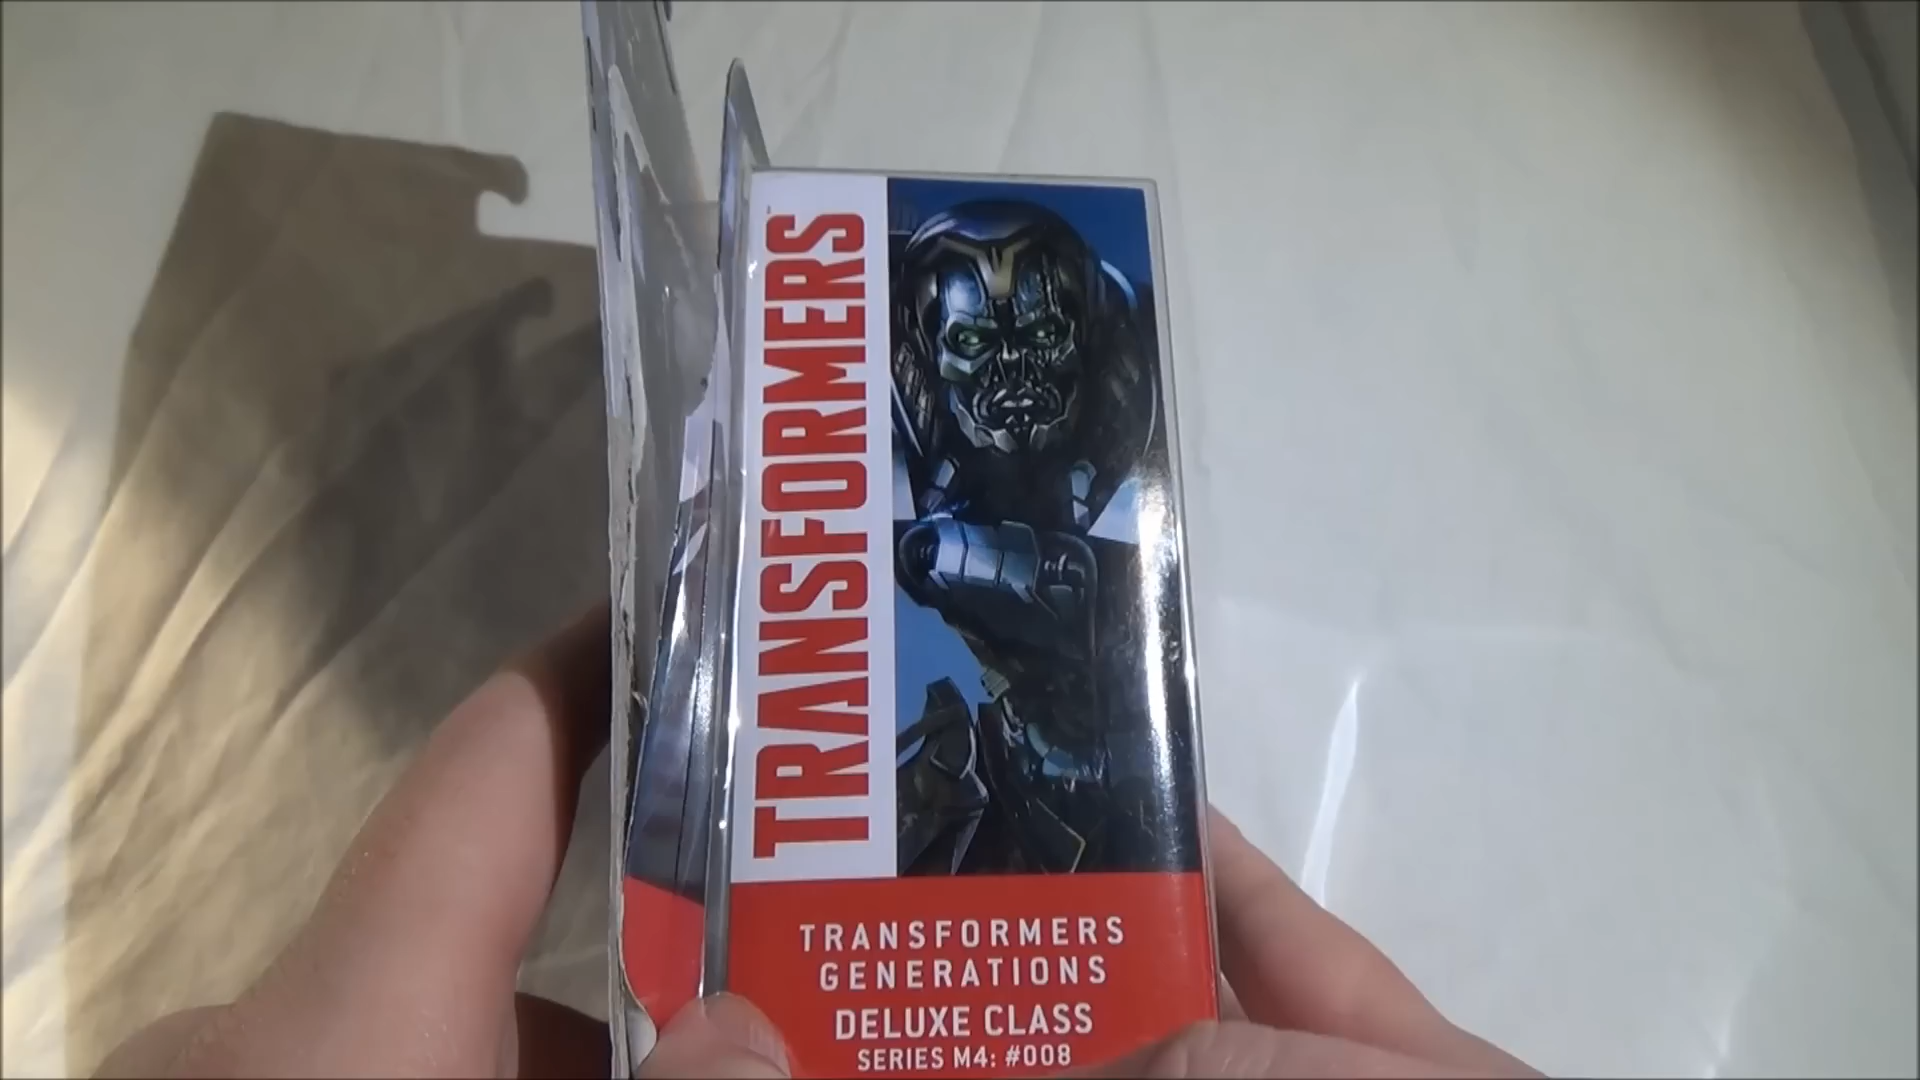 TRANSFORMERS
TRANSFORMERS
GENERATIONS
DELUXE CLASS
SERIES M4: #008